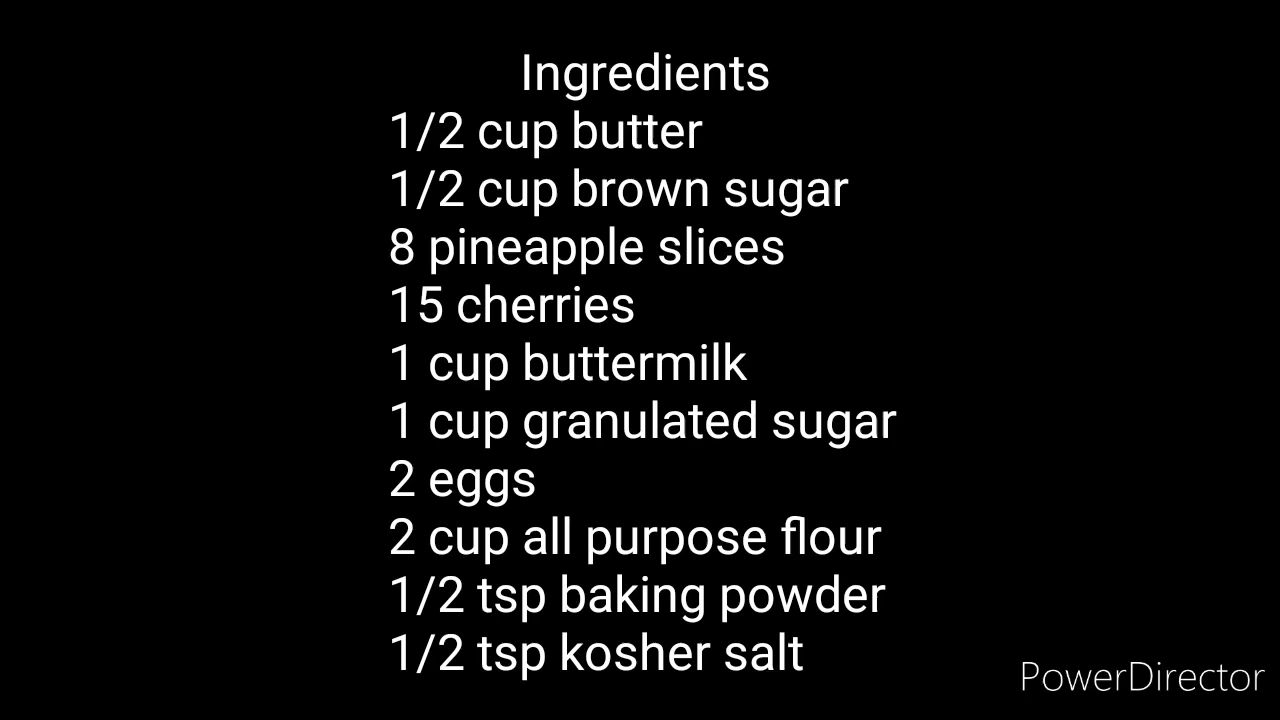 Ingredients
1/2 cup butter
1/2 cup brown sugar
8 pineapple slices
15 cherries
1 cup buttermilk
1 cup granulated sugar
2 eggs
2 cup all purpose flour
1/2 tsp baking powder
1/2 tsp kosher salt
PowerDirector